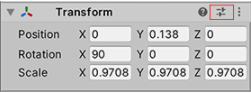 Transform
Position X 0 Y 0.138 Z 0
Rotation X 90 Y 0 Z 0
Scale X 0.9708 Y 0.9708 Z 0.9708